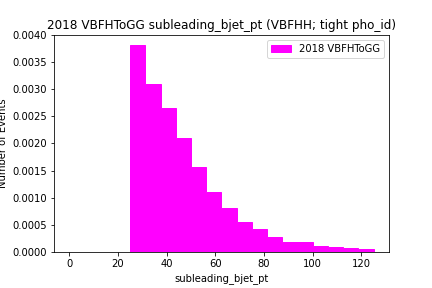 2018 VBFHToGG subleading_bjet_pt (VBFHH; tight pho_id)
2018 VBFHToGG
0.0040
0.0035
0.0030
0.0025
0.0020
0.0015
0.0010
0.0005
0.0000
Number of Events
0 20 40 60 80 100 120
subleading_bjet_pt